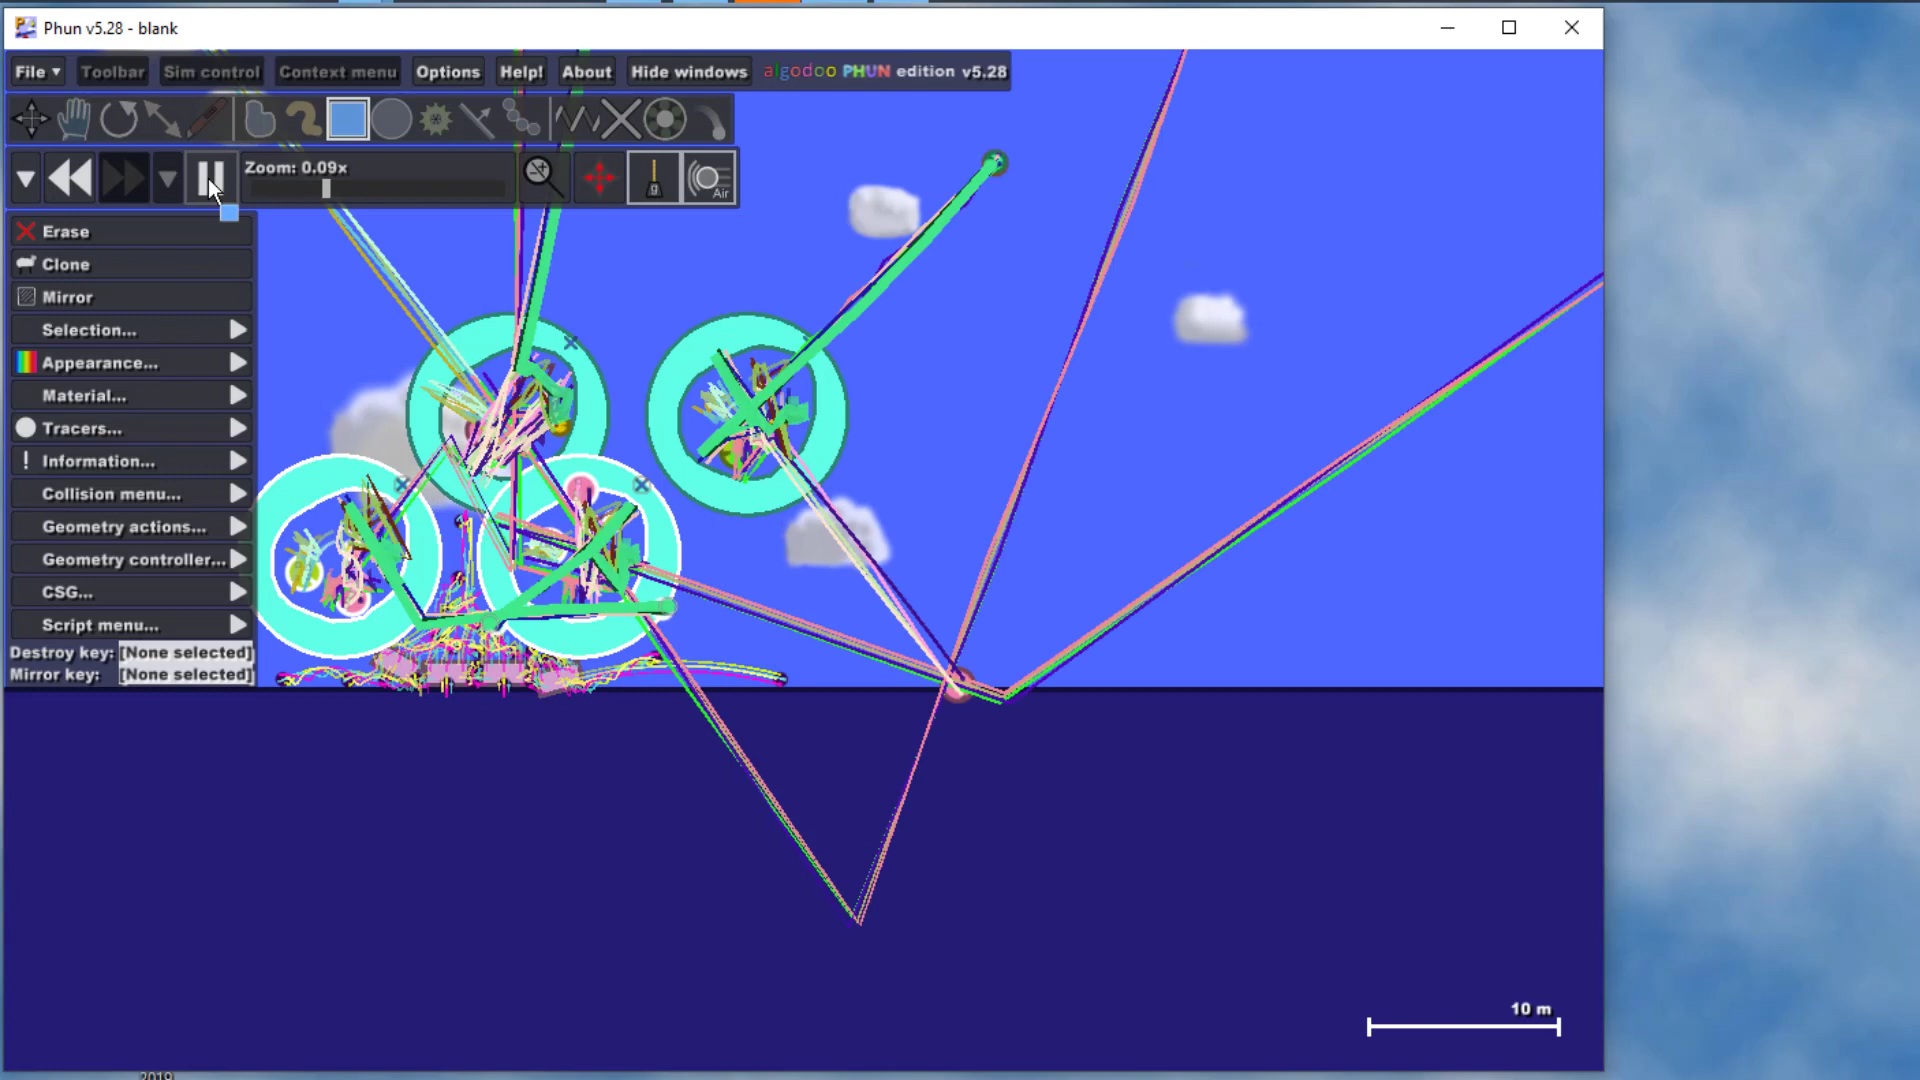 Phun v5.28 - blank
File Toolbar Sim control Context menu Options Help! About Hide windows algodoo PHUN edition v5.28
Zoom: 0.09x
Air
Erase
Clone
Mirror
Selection...
Appearance...
Material...
Tracers...
Information...
Collision menu...
Geometry actions...
Geometry controller...
CSG...
Script menu...
Destroy key: [None selected]
Mirror key: [None selected]
10 m
2019